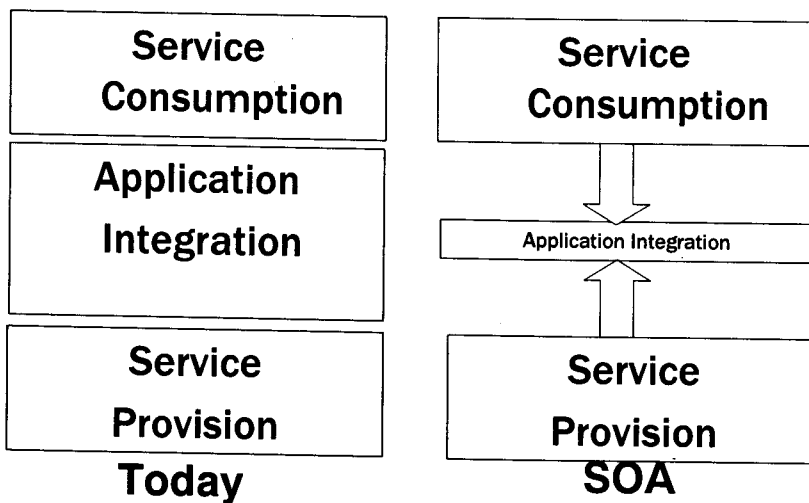 Service
Consumption
Application
Integration
Service
Provision
Today
Service
Consumption
Application Integration
Service
Provision
SOA